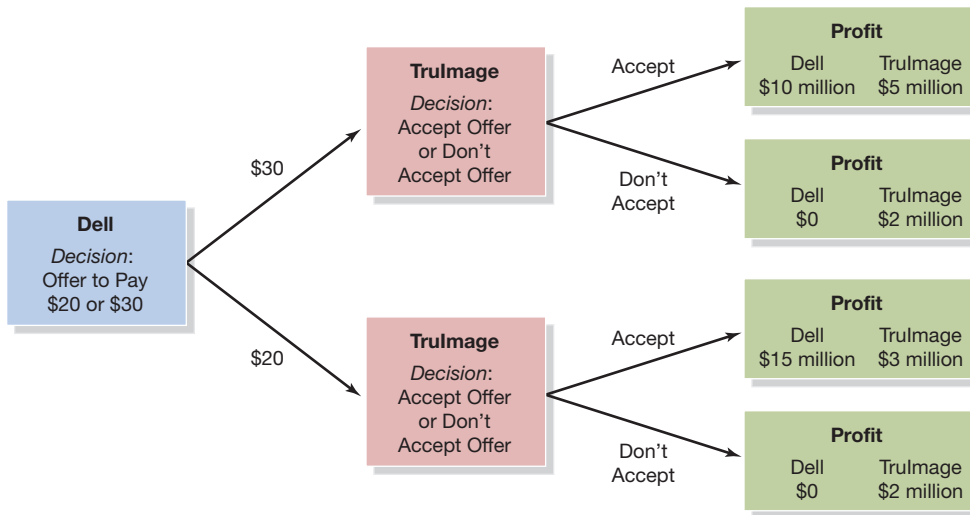 Dell
Decision:
Offer to Pay
$20 or $30
$30
$20
TruImage
Decision:
Accept Offer
or Don't
Accept Offer
TruImage
Decision:
Accept Offer
or Don't
Accept Offer
Accept
Don't
Accept
Accept
Don't
Accept
Profit
Dell TruImage
$10 million $5 million
Profit
Dell TruImage
$0 $2 million
Profit
Dell TruImage
$15 million $3 million
Profit
Dell TruImage
$0 $2 million